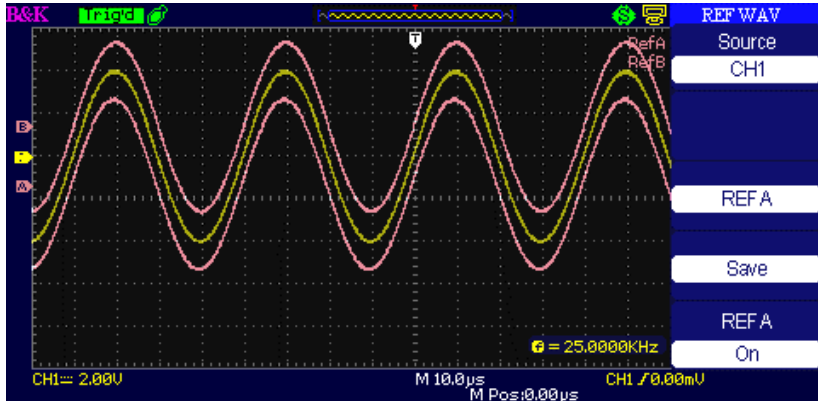 B&K Trig'd S REF WAV
T
RefA Source
RefB CH1
B
A
REF A
Save
REF A
f = 25.0000KHz
On
CH1 2.00V M 10.0µs CH1 / 0.00mV
M Pos:0.00µs